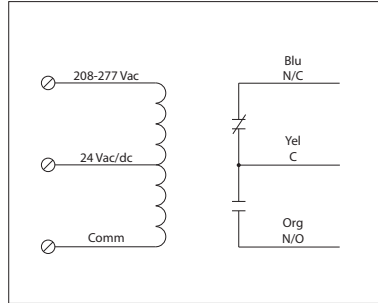 208-277 Vac
24 Vac/dc
Comm
Blu
N/C
Yel
C
Org
N/O